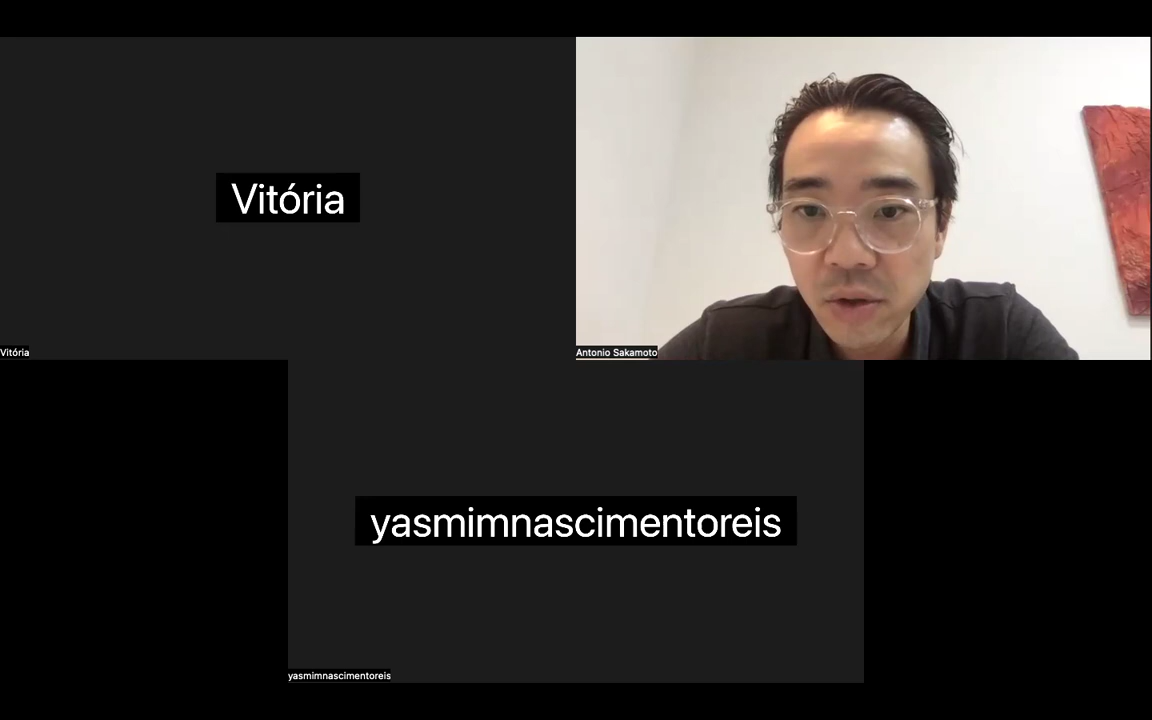 Vitória
Vitória
Antonio Sakamoto
yasmimnascimentoreis
yasmimnascimentoreis